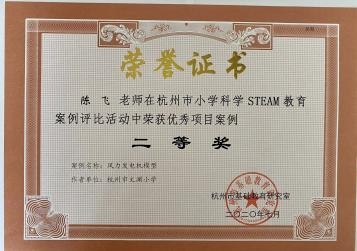 荣誉证书
陈飞 老师在杭州市小学科学STEAM教育
案例评比活动中荣获优秀项目案例
二等奖
案例名称：风力发电机模型
作者单位：杭州市文澜小学
杭州市基础教育研究室
二〇二〇年七月